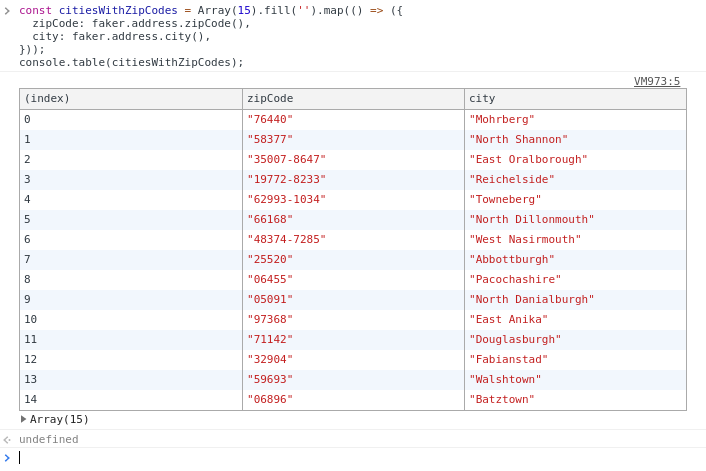 const citiesWithZipCodes = Array(15).fill('').map(() => ({
  zipCode: faker.address.zipCode(),
  city: faker.address.city(),
}));
console.table(citiesWithZipCodes);
VM973:5
(index) zipCode city
0 "76440" "Mohrberg"
1 "58377" "North Shannon"
2 "35007-8647" "East Oralborough"
3 "19772-8233" "Reichelside"
4 "62993-1034" "Towneberg"
5 "66168" "North Dillonmouth"
6 "48374-7285" "West Nasirmouth"
7 "25520" "Abbottburgh"
8 "06455" "Pacochashire"
9 "05091" "North Danialburgh"
10 "97368" "East Anika"
11 "71142" "Douglasburgh"
12 "32904" "Fabianstad"
13 "59693" "Walshtown"
14 "06896" "Batztown"
Array(15)
undefined